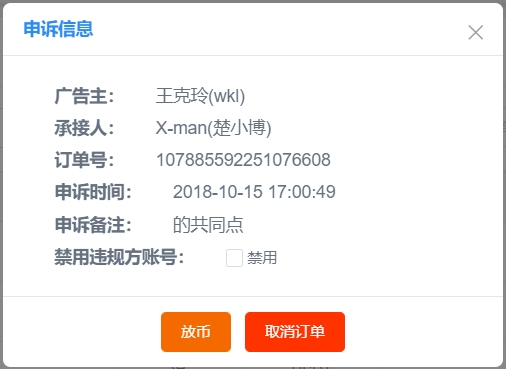 申诉信息
广告主： 王克玲(wkl)
承接人： X-man(楚小博)
订单号： 107885592251076608
申诉时间： 2018-10-15 17:00:49
申诉备注： 的共同点
禁用违规方账号： 禁用
放币 取消订单